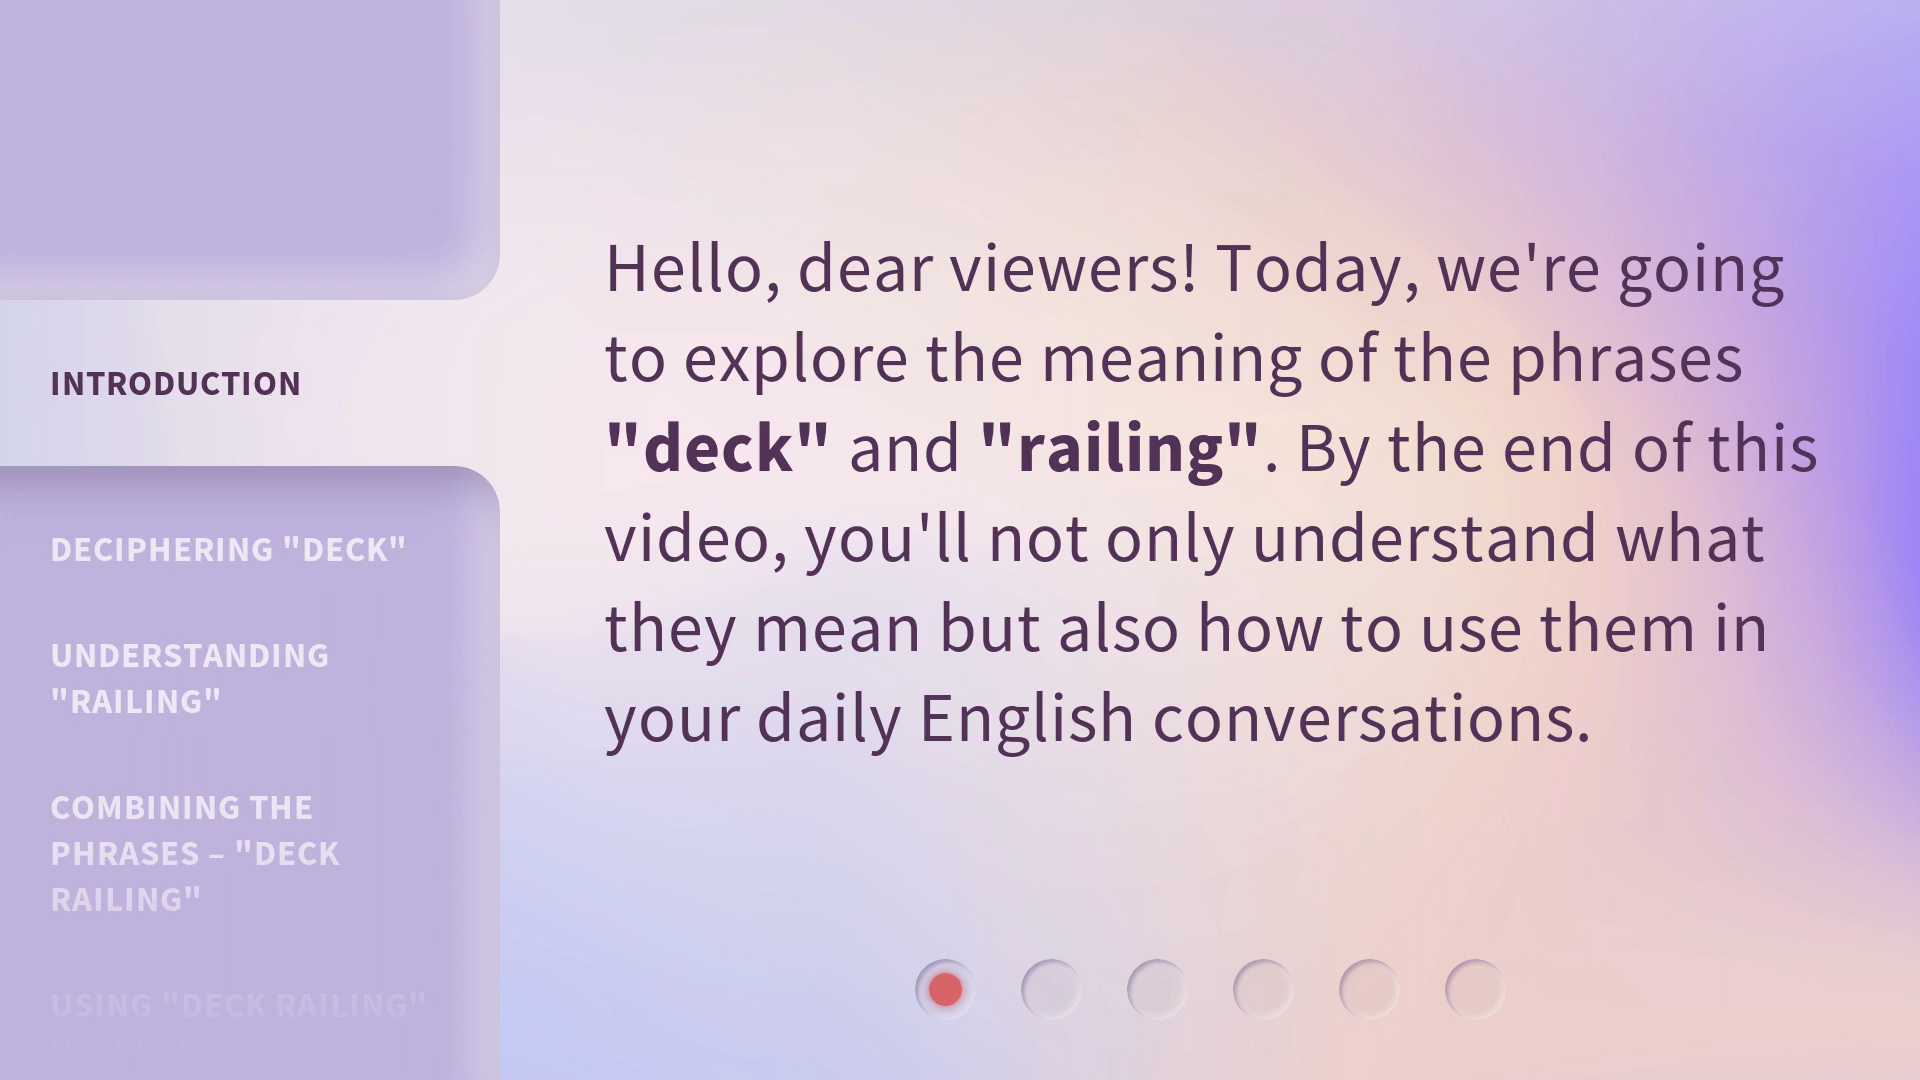 INTRODUCTION
DECIPHERING "DECK"
UNDERSTANDING
"RAILING"
COMBINING THE
PHRASES – "DECK
RAILING"
USING "DECK RAILING"
IN SENTENCES
Hello, dear viewers! Today, we're going
to explore the meaning of the phrases
"deck" and "railing". By the end of this
video, you'll not only understand what
they mean but also how to use them in
your daily English conversations.